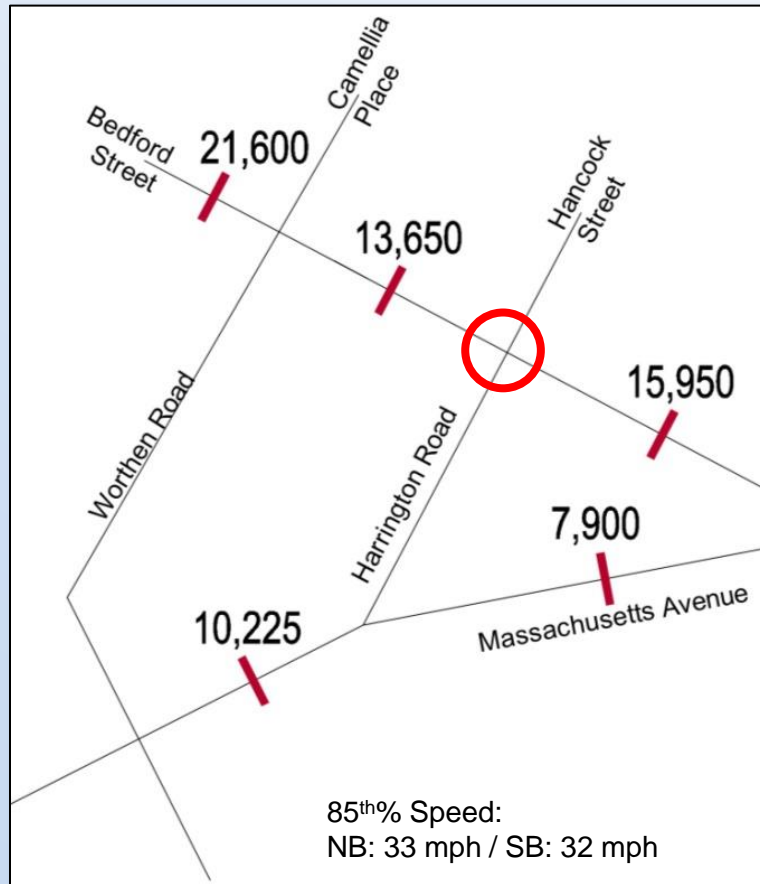 Camellia
Place
Bedford
Street
21,600
Hancock
Street
13,650
15,950
Worthen Road
Harrington Road
7,900
Massachusetts Avenue
10,225
85th% Speed:
NB: 33 mph / SB: 32 mph